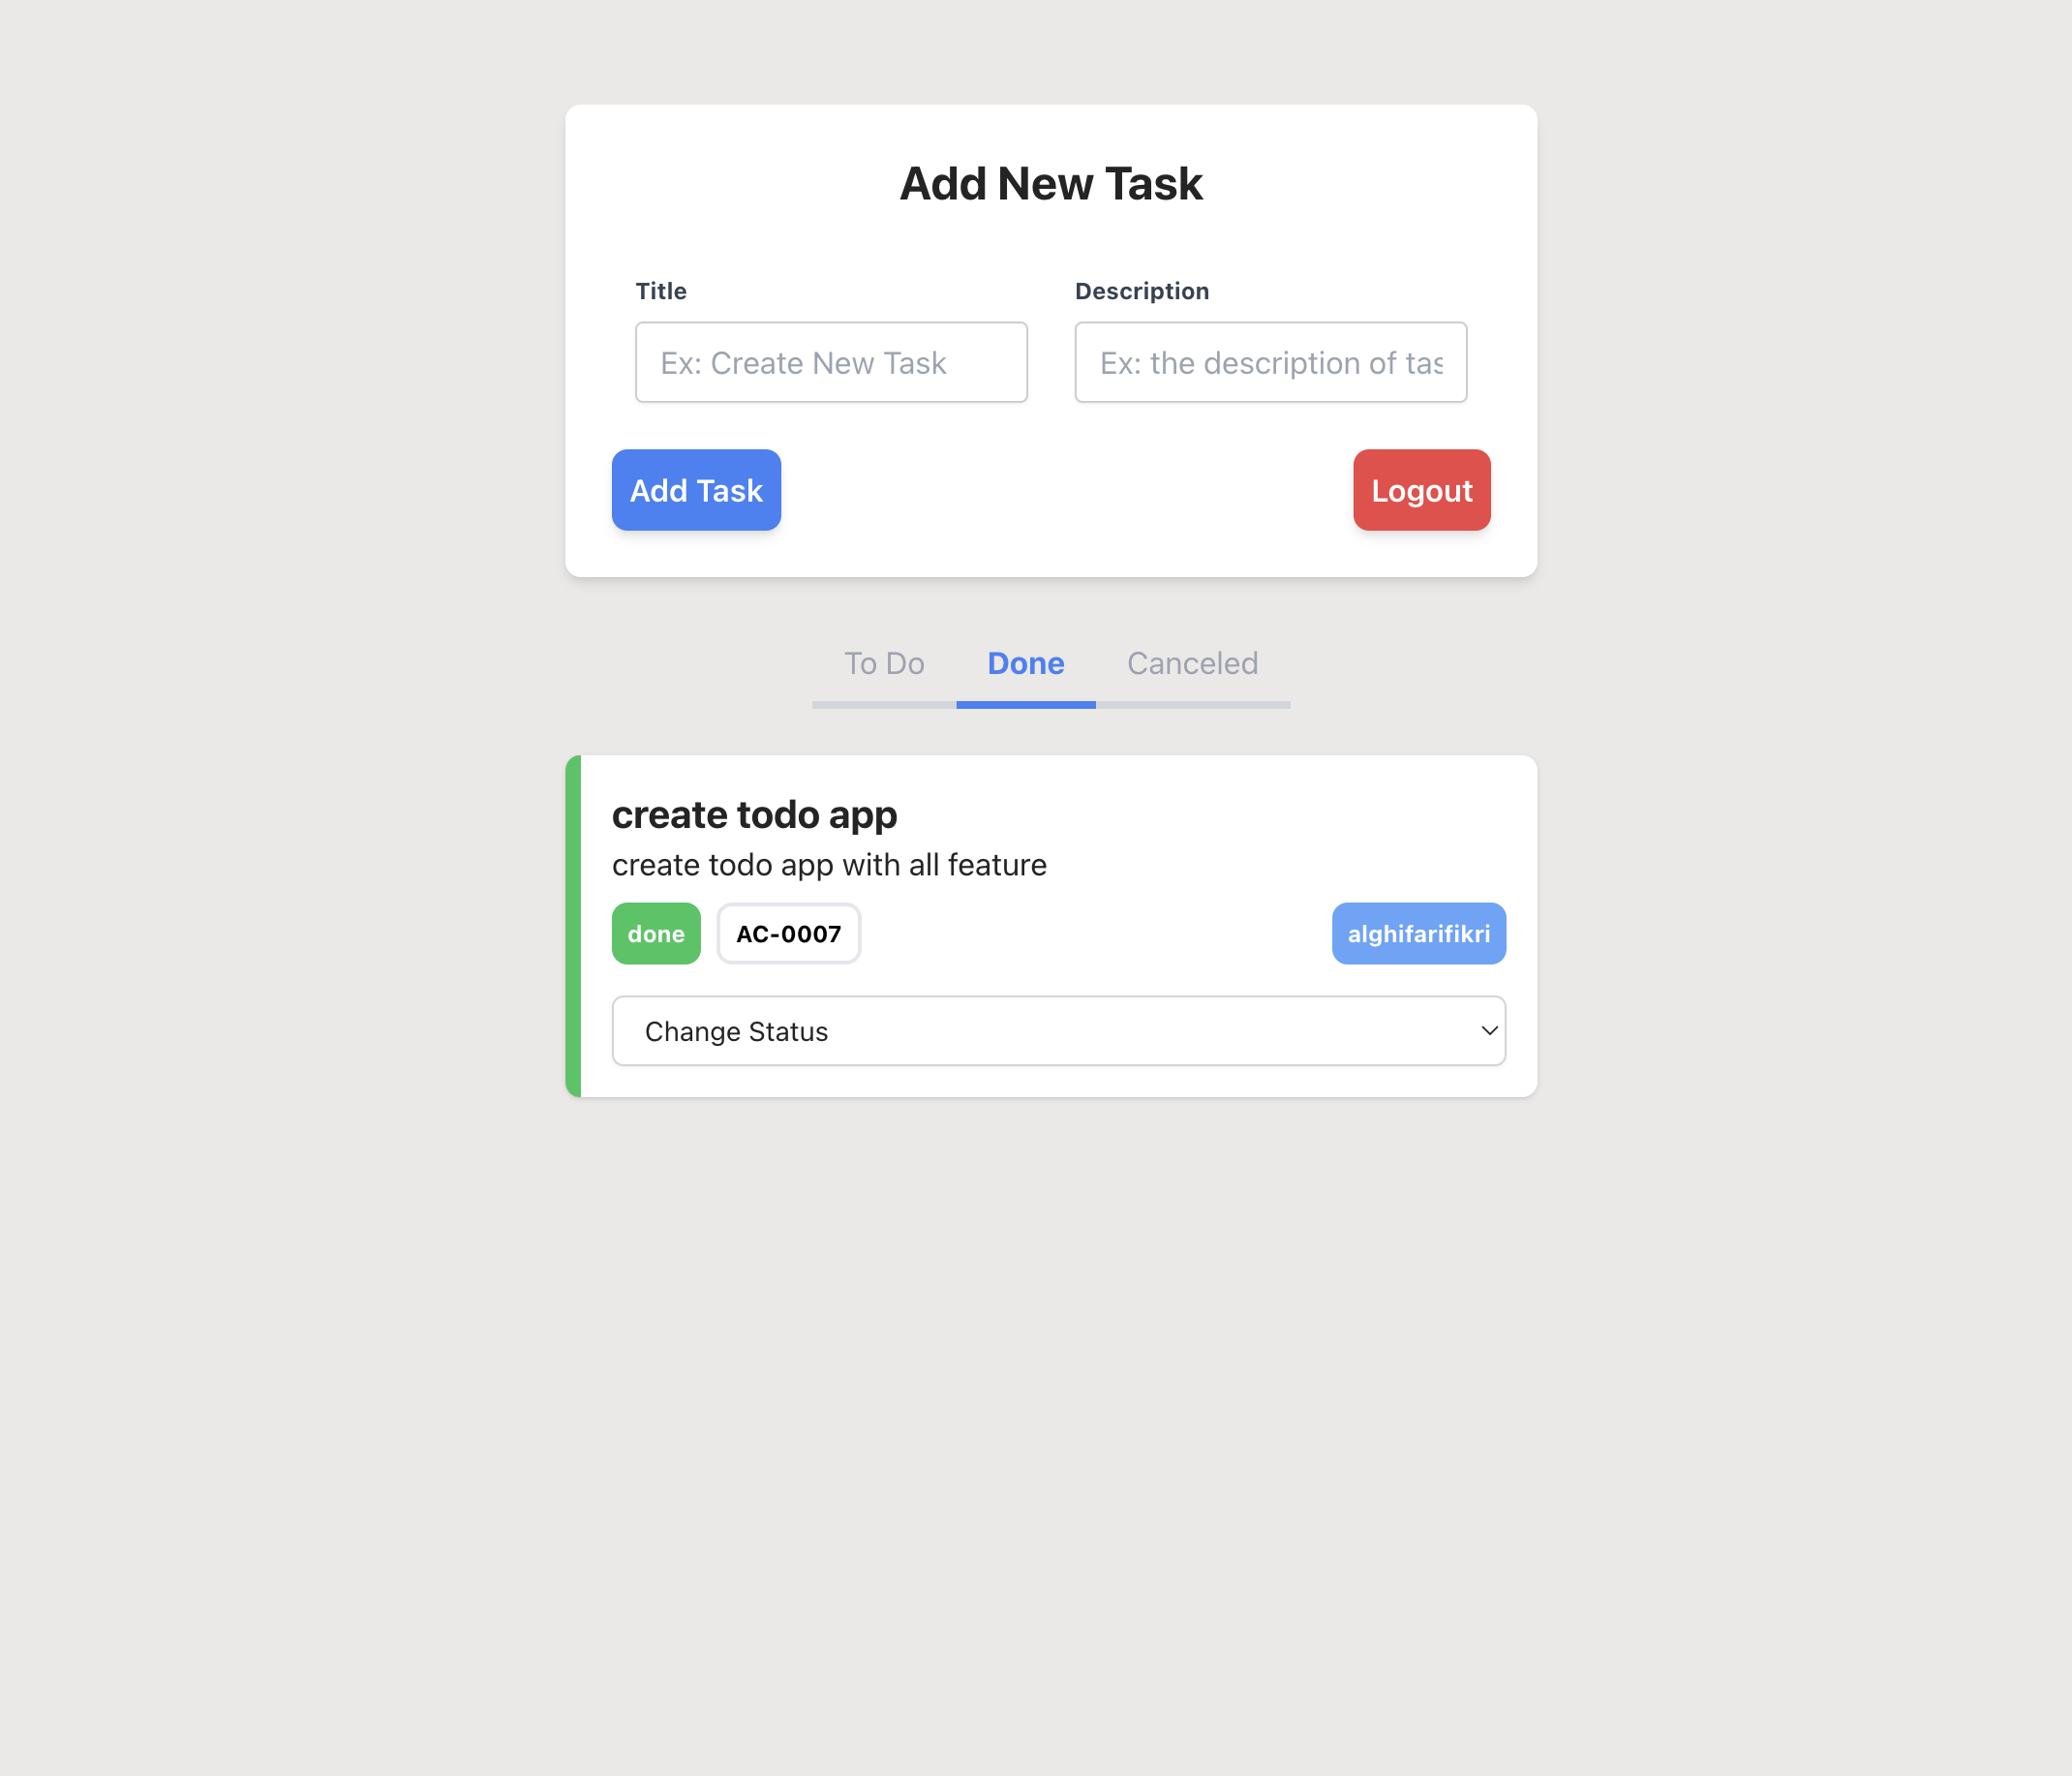 Add New Task
Title
Description
Ex: Create New Task
Ex: the description of tas
Add Task
Logout
To Do
Done
Canceled
create todo app
create todo app with all feature
done
AC-0007
alghifarifikri
Change Status